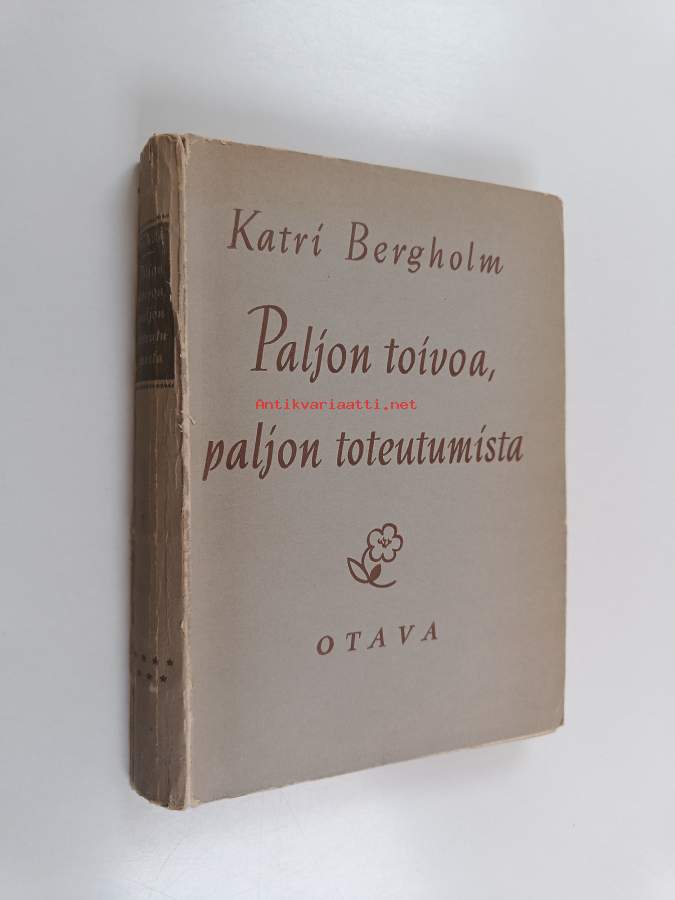 Katri Bergholm
Paljon toivoa,
Antikvariaatti.net
paljon toteutumista
OTAVA